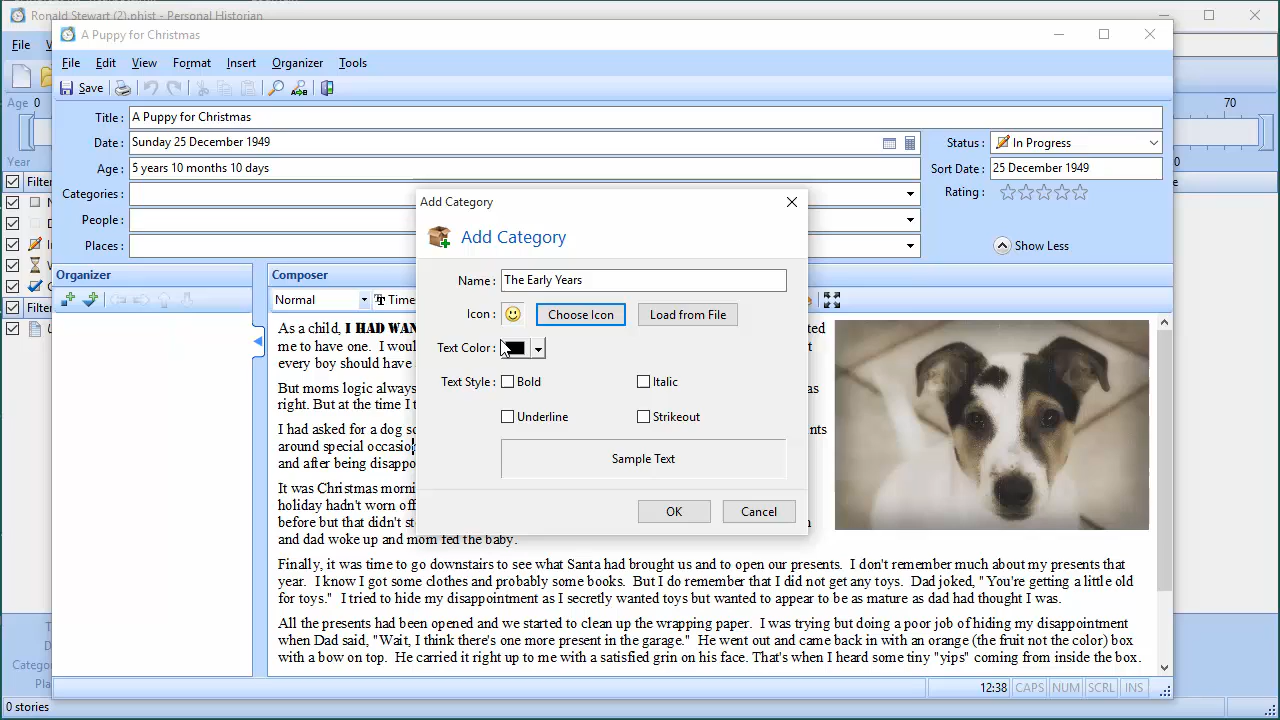 Ronald Stewart (2).phist - Personal Historian
File
Age 0
70
Year
Filter
Filter
0 stories
A Puppy for Christmas
File Edit View Format Insert Organizer Tools
Save
Title : A Puppy for Christmas
Date : Sunday 25 December 1949
Status : In Progress
Age : 5 years 10 months 10 days
Sort Date : 25 December 1949
Categories :
Rating :
People :
Places :
Show Less
Organizer
Composer
Normal
Add Category
Add Category
Name : The Early Years
Icon : Choose Icon Load from File
Text Color :
Text Style : Bold Italic
Underline Strikeout
Sample Text
OK Cancel
As a child, I HAD WAN
me to have one. I woul
every boy should have
But moms logic always
right. But at the time I t
I had asked for a dog s
around special occasio
and after being disappo
It was Christmas morni
holiday hadn't worn off
before but that didn't st
and dad woke up and mom fed the baby.
Finally, it was time to go downstairs to see what Santa had brought us and to open our presents. I don't remember much about my presents that
year. I know I got some clothes and probably some books. But I do remember that I did not get any toys. Dad joked, "You're getting a little old
for toys." I tried to hide my disappointment as I secretly wanted toys but wanted to appear to be as mature as dad had thought I was.
All the presents had been opened and we started to clean up the wrapping paper. I was trying but doing a poor job of hiding my disappointment
when Dad said, "Wait, I think there's one more present in the garage." He went out and came back in with an orange (the fruit not the color) box
with a bow on top. He carried it right up to me with a satisfied grin on his face. That's when I heard some tiny "yips" coming from inside the box.
12:38 CAPS NUM SCRL INS